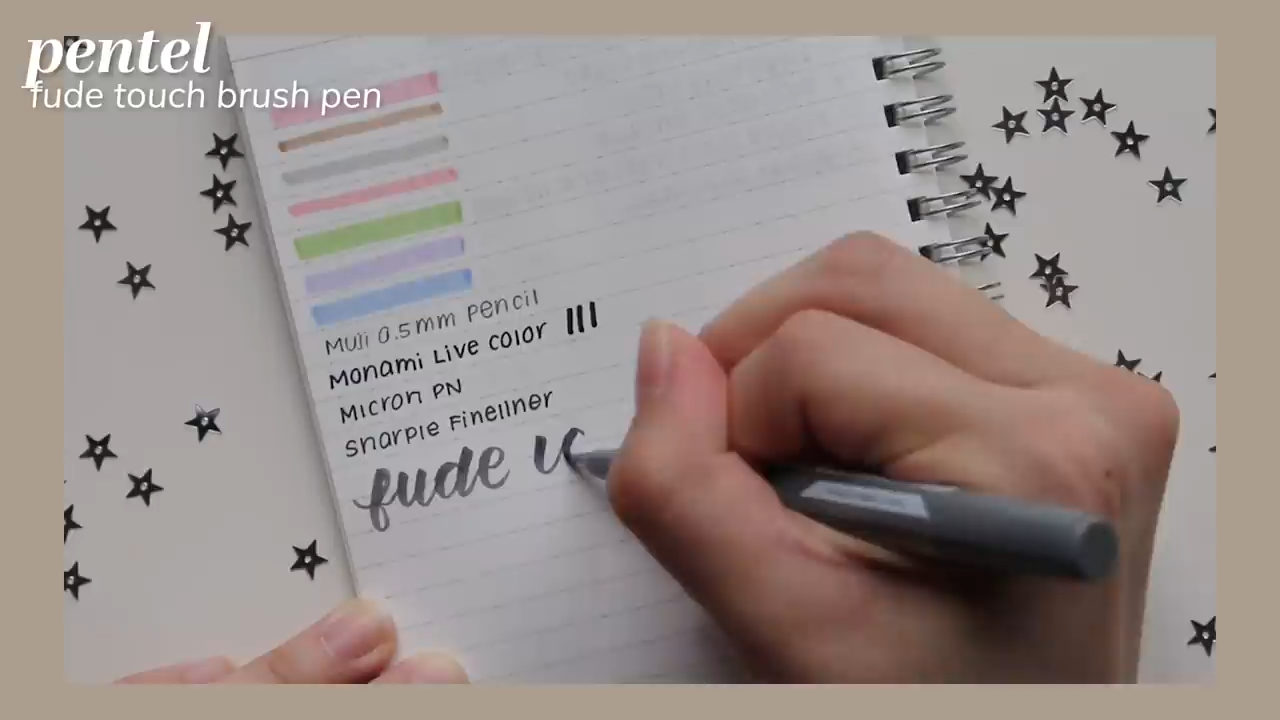 pentel
fude touch brush pen
Muji 0.5mm Pencil
Monami Live color
Micron PN
Sharpie Fineliner
fude